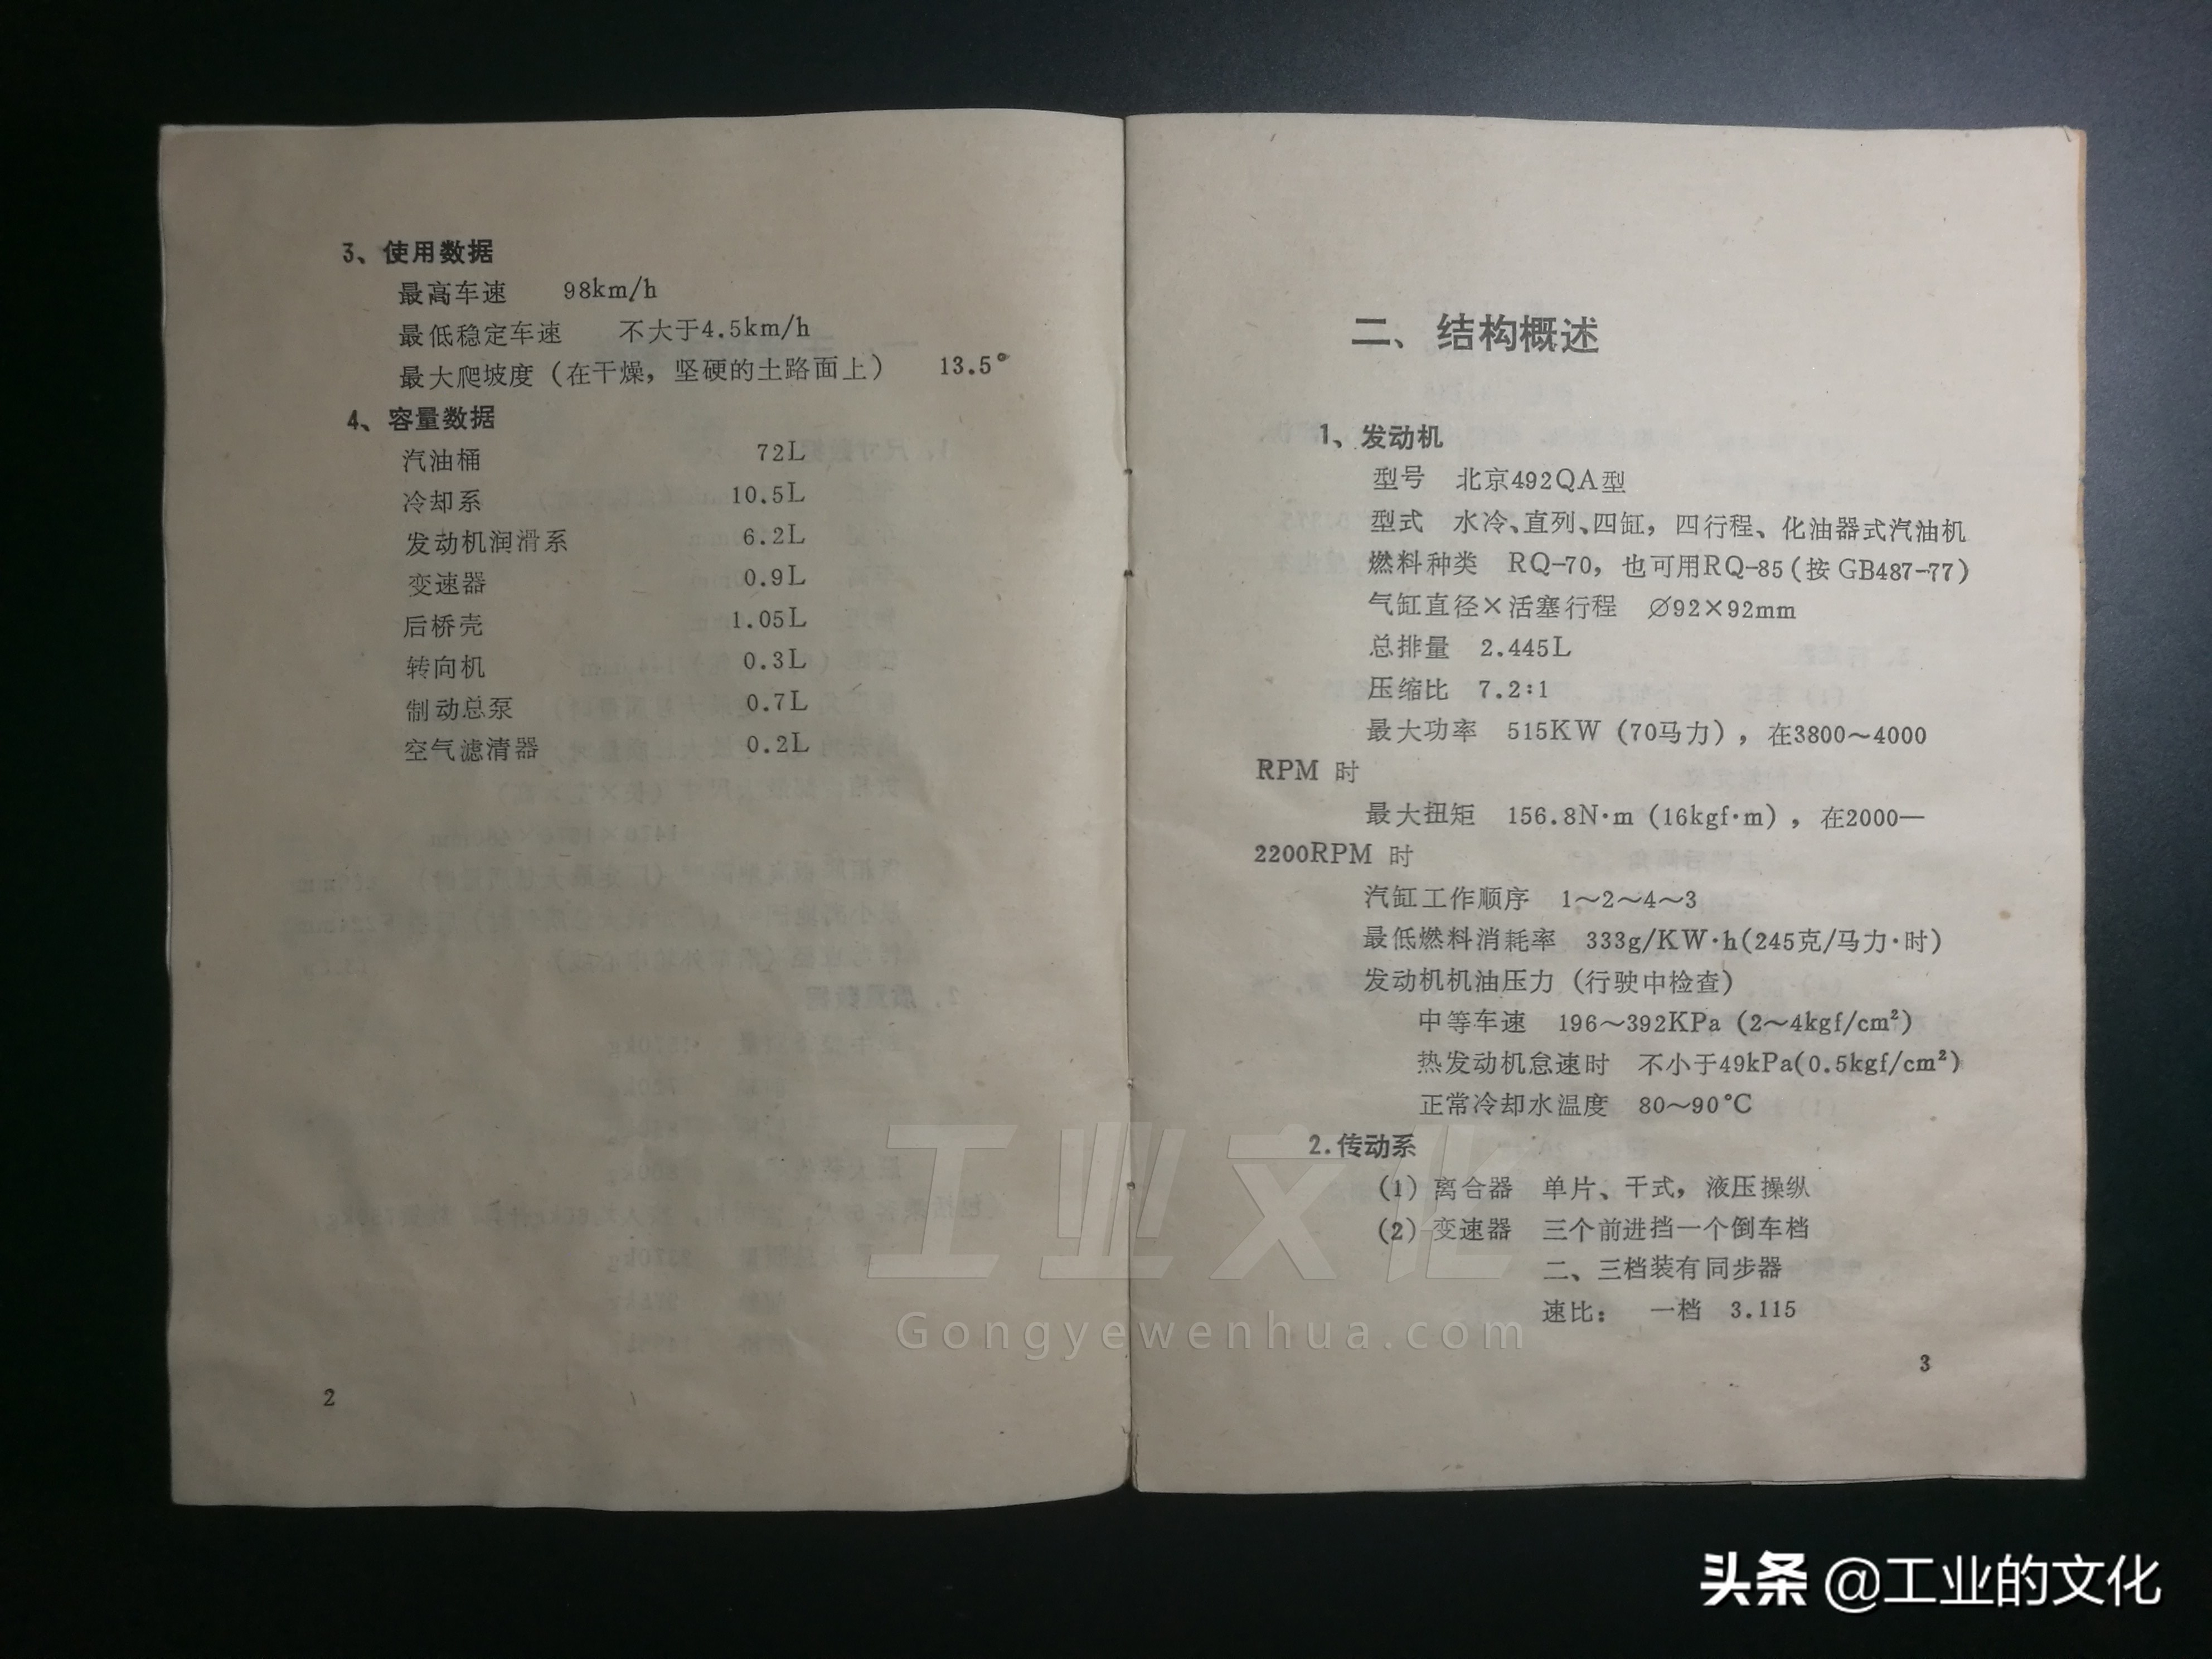 3、使用数据
最高车速 98km/h
最低稳定车速 不大于4.5km/h
最大爬坡度（在干燥，坚硬的土路面上） 13.5°
4、容量数据
汽油桶 72L
冷却系 10.5L
发动机润滑系 6.2L
变速器 0.9L
后桥壳 1.05L
转向机 0.3L
制动总泵 0.7L
空气滤清器 0.2L
2
二、结构概述
1、发动机
型号 北京492QA型
型式 水冷、直列、四缸，四行程、化油器式汽油机
燃料种类 RQ-70，也可用RQ-85(按 GB487-77)
气缸直径×活塞行程 ∅92×92mm
总排量 2.445L
压缩比 7.2:1
最大功率 515KW（70马力），在3800～4000
RPM 时
最大扭矩 156.8N·m（16kgf·m），在2000—
2200RPM 时
汽缸工作顺序 1～2～4～3
最低燃料消耗率 333g/KW·h(245克/马力·时)
发动机机油压力（行驶中检查）
中等车速 196～392KPa（2～4kgf/cm²）
热发动机怠速时 不小于49kPa(0.5kgf/cm²)
正常冷却水温度 80～90℃
2.传动系
(1) 离合器 单片、干式，液压操纵
(2) 变速器 三个前进挡一个倒车档
二、三档装有同步器
速比： 一档 3.115
3
工业文化
Gongyewenhua.com
头条 @工业的文化